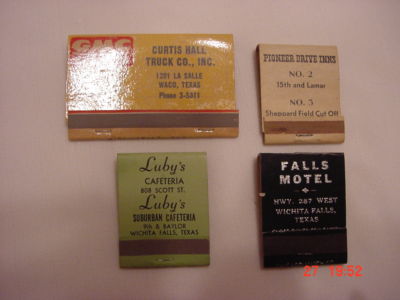 GMC
CURTIS HALL
TRUCK CO., INC.
1201 LA SALLE
WACO, TEXAS
Phone 3-5311
PIONEER DRIVE INNS
NO. 2
15th and Lamar
NO. 3
Sheppard Field Cut Off
Luby's
CAFETERIA
808 SCOTT ST.
Luby's
SUBURBAN CAFETERIA
9th & BAYLOR
WICHITA FALLS, TEXAS
FALLS
MOTEL
HWY. 287 WEST
WICHITA FALLS,
TEXAS
27 19:52